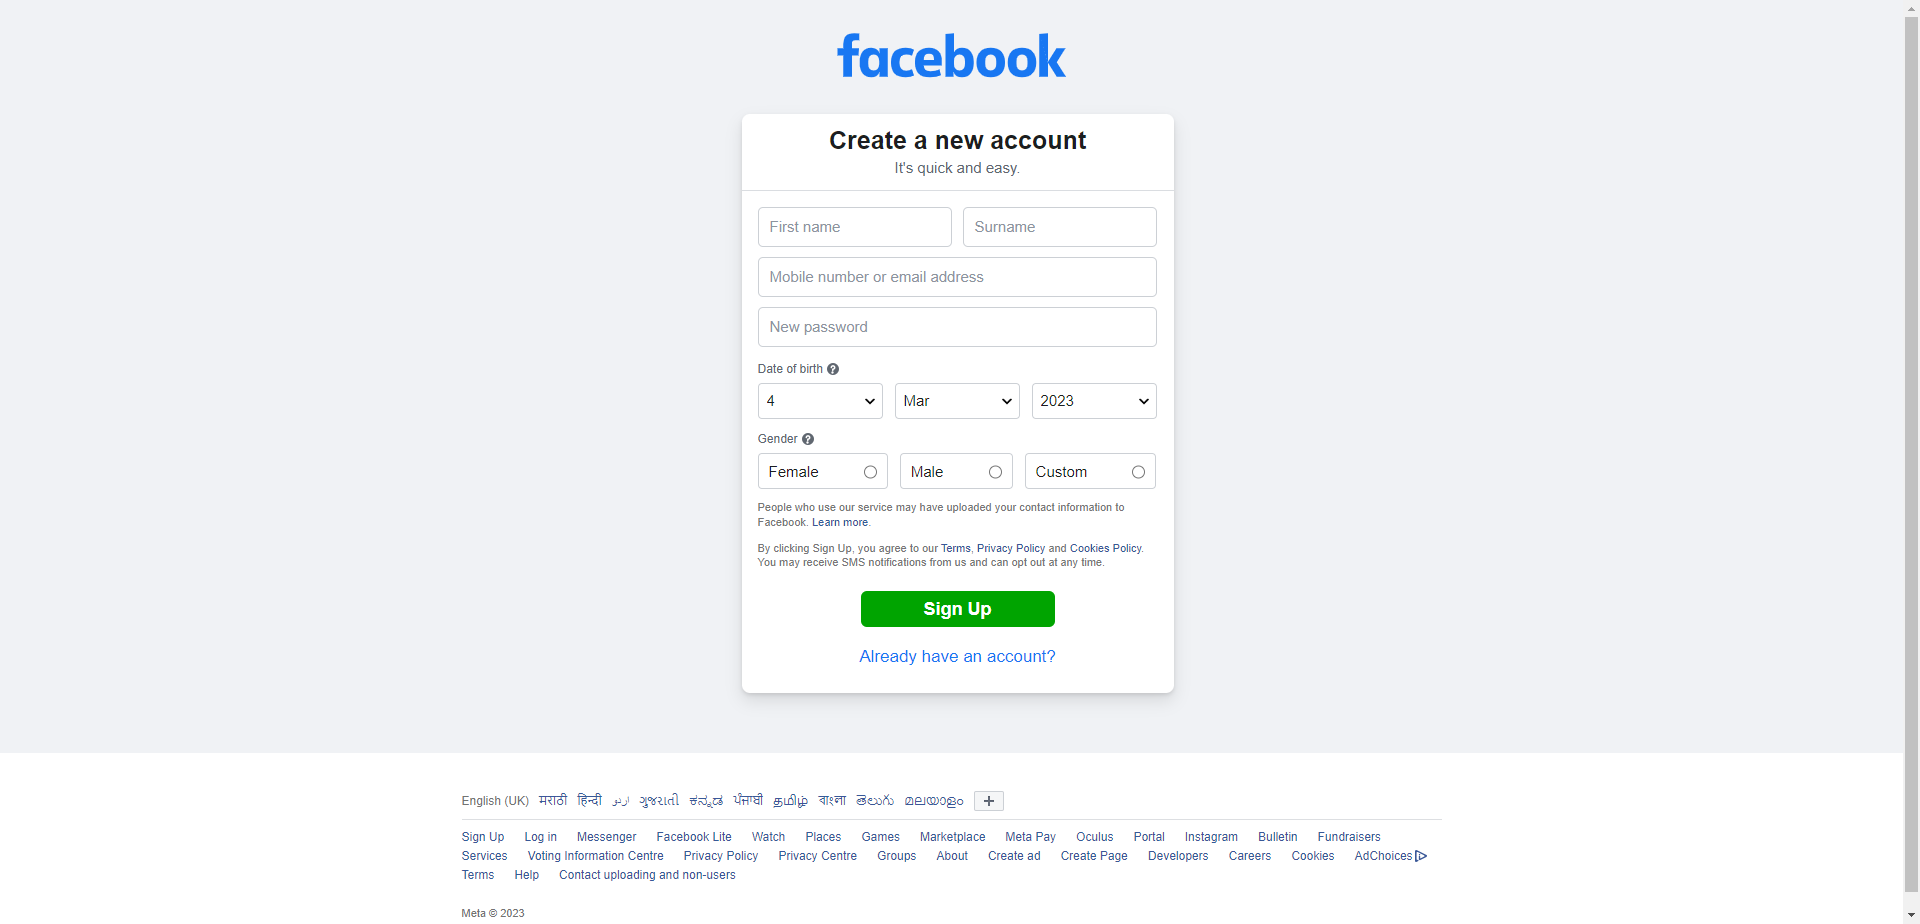 facebook
Create a new account
It's quick and easy.
First name Surname
Mobile number or email address
New password
Date of birth ?
4 Mar 2023
Gender ?
Female Male Custom
People who use our service may have uploaded your contact information to
Facebook. Learn more.
By clicking Sign Up, you agree to our Terms, Privacy Policy and Cookies Policy.
You may receive SMS notifications from us and can opt out at any time.
Sign Up
Already have an account?
English (UK) मराठी हिन्दी اردو ગુજરાતી ಕನ್ನಡ ਪੰਜਾਬੀ தமிழ் বাংলা తెలుగు മലയാളം +
Sign Up Log in Messenger Facebook Lite Watch Places Games Marketplace Meta Pay Oculus Portal Instagram Bulletin Fundraisers
Services Voting Information Centre Privacy Policy Privacy Centre Groups About Create ad Create Page Developers Careers Cookies AdChoices
Terms Help Contact uploading and non-users
Meta © 2023